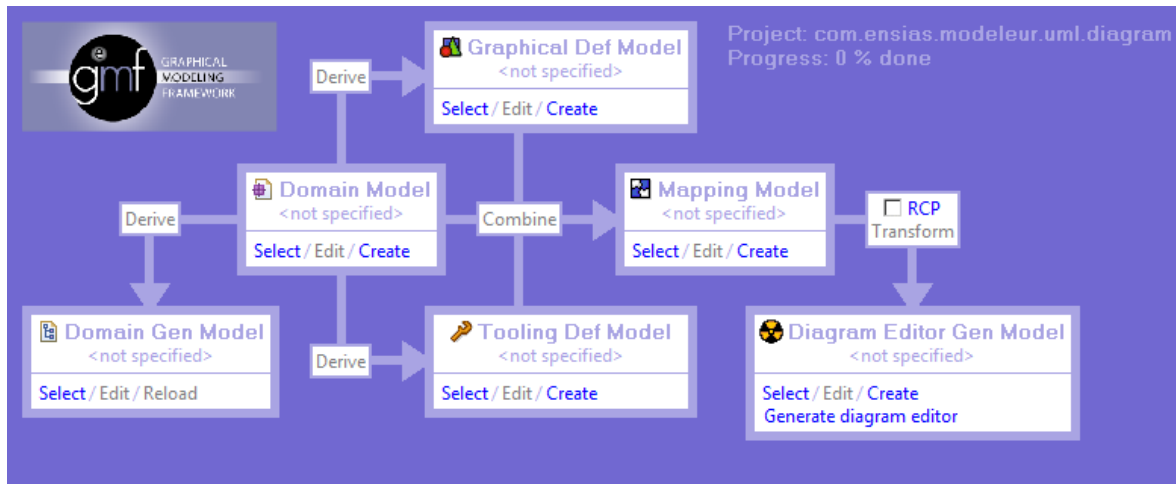 e
gmf
GRAPHICAL
MODELING
FRAMEWORK
Project: com.ensias.modeleur.uml.diagram
Progress: 0 % done
Graphical Def Model
<not specified>
Select / Edit / Create
Derive
Domain Model
<not specified>
Select / Edit / Create
Derive
Combine
Mapping Model
<not specified>
Select / Edit / Create
RCP
Transform
Domain Gen Model
<not specified>
Select / Edit / Reload
Derive
Tooling Def Model
<not specified>
Select / Edit / Create
Diagram Editor Gen Model
<not specified>
Select / Edit / Create
Generate diagram editor